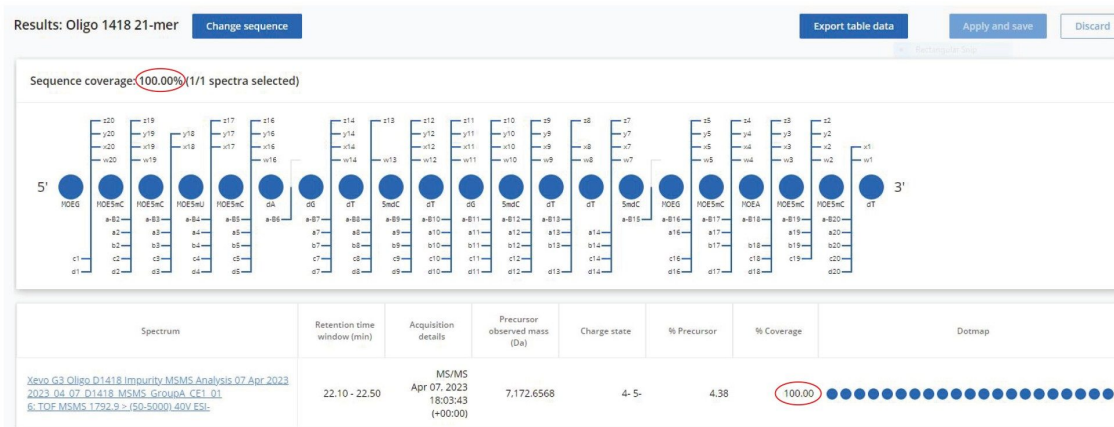 Results: Oligo 1418 21-mer Change sequence Export table data Apply and save Discard
Sequence coverage: 100.00% (1/1 spectra selected)
z20 z19 z17 z16 z14 z13 z12 z11 z10 z9 z8 z7 z5 z4 z3 z2
y20 y19 y18 y17 y16 y14 y12 y11 y10 y9 y7 y5 y4 y3 y2
x20 x19 x18 x17 x16 x14 x12 x11 x10 x9 x8 x7 x5 x4 x3 x2 x1
w20 w19 w16 w14 w13 w12 w11 w10 w9 w8 w7 w5 w4 w3 w2 w1
5' 3'
MOEG MOE5mC MOE5mC MOE5mU MOE5mC dA dG dT 5mdC dA dT dG 5mdC dT dT 5mdC MOEG MOE5mC MOEA MOE5mC MOE5mC dT
a-B2 a-B3 a-B4 a-B5 a-B6 a-B7 a-B8 a-B9 a-B10 a-B11 a-B12 a-B13 a-B15 a-B16 a-B17 a-B18 a-B19 a-B20
a2 a3 a4 a5 a7 a8 a9 a10 a11 a12 a13 a14 a16 a17 a19 a20
b2 b3 b4 b5 b7 b8 b9 b10 b11 b12 b13 b14 b17 b18 b19 b20
c1 c2 c3 c4 c5 c7 c8 c9 c10 c11 c12 c14 c16 c18 c19 c20
d1 d2 d3 d4 d5 d7 d8 d9 d10 d11 d12 d13 d14 d16 d17 d18 d20
Spectrum
Retention time
window (min)
Acquisition
details
Precursor
observed mass
(Da)
Charge state
% Precursor
% Coverage
Dotmap
Xevo G3 Oligo D1418 Impurity MSMS Analysis 07 Apr 2023
2023_04_07_D1418_MSMS_GroupA_CE1_01
6: TOF MSMS 1792.9 > (50-5000) 40V ESI-
22.10 - 22.50
MS/MS
Apr 07, 2023
18:03:43
(+00:00)
7,172.6568
4- 5-
4.38
100.00